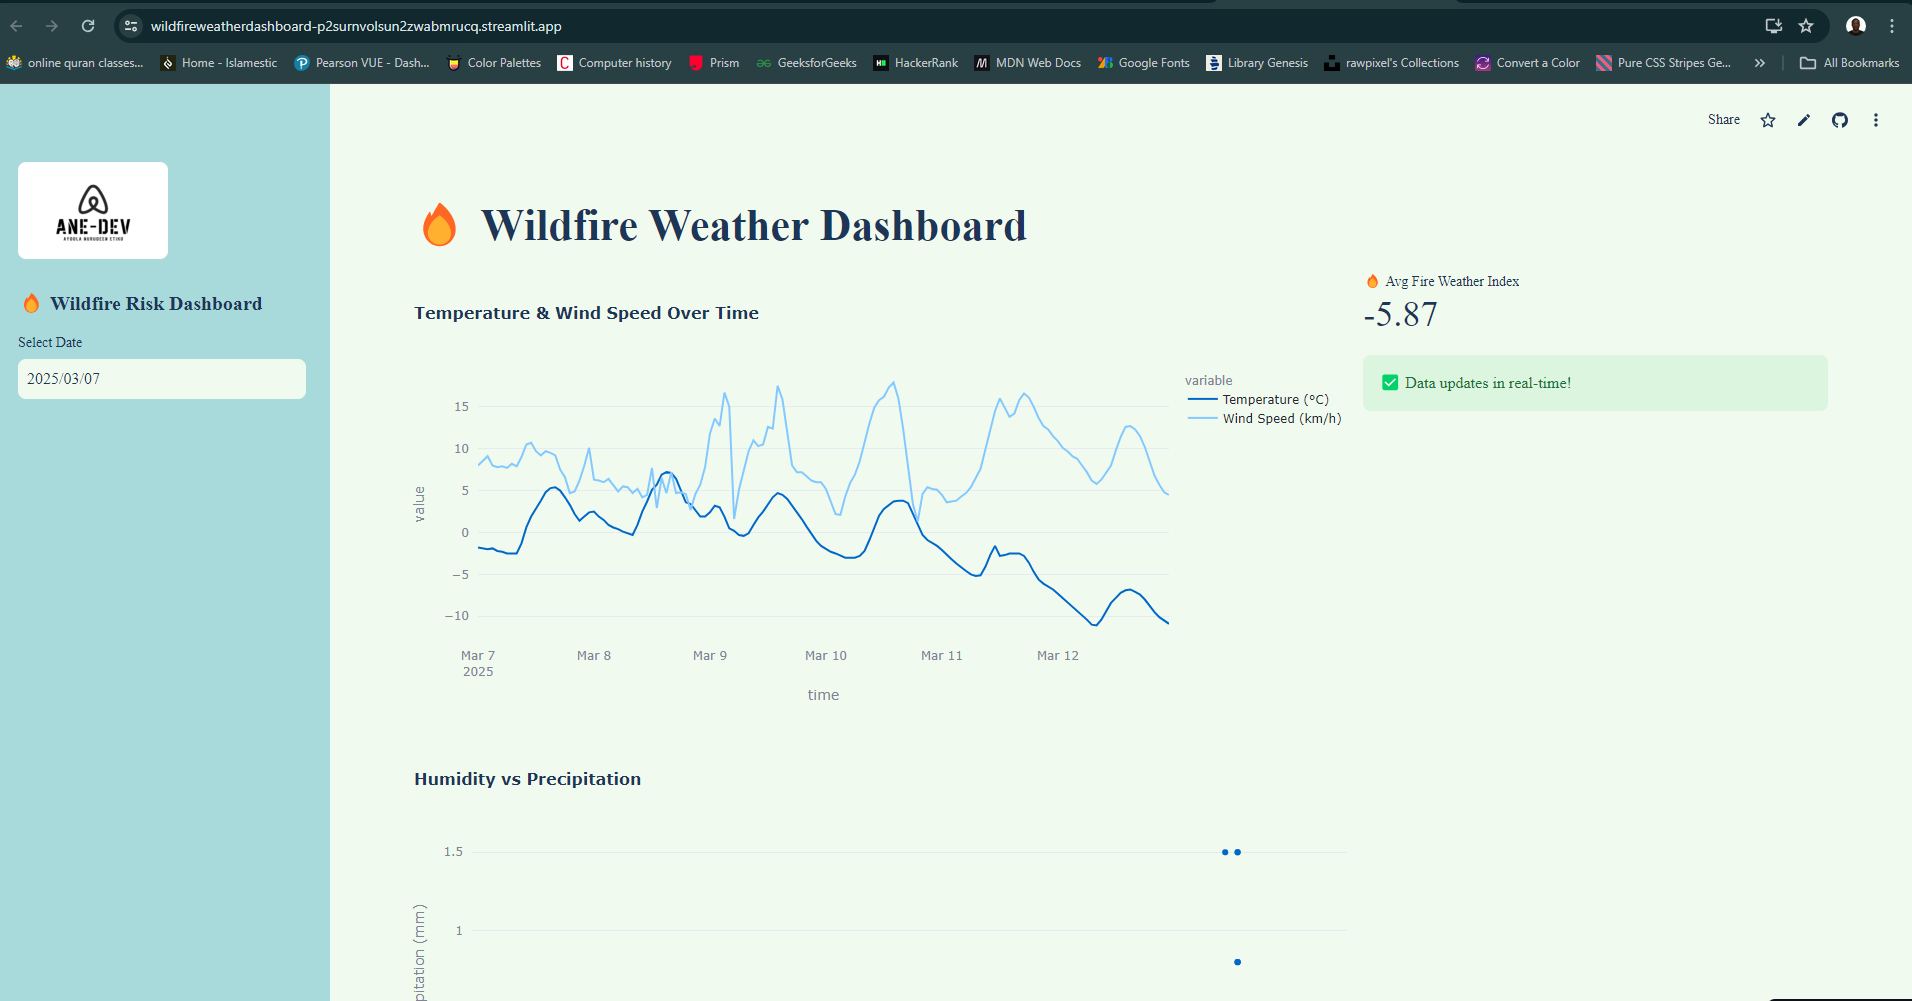 wildfireweatherdashboard-p2survolsun2zwabmrucq.streamlit.app
online quran classes...
Home - Islamestic
Pearson VUE - Dash...
Color Palettes
Computer history
Prism
GeeksforGeeks
HackerRank
MDN Web Docs
Google Fonts
Library Genesis
rawpixel's Collections
Convert a Color
Pure CSS Stripes Ge...
All Bookmarks
Share
ANE-DEV
AYOOLA NURUDEEN ETIKU
Wildfire Risk Dashboard
Select Date
2025/03/07
Wildfire Weather Dashboard
Temperature & Wind Speed Over Time
variable
Temperature (°C)
Wind Speed (km/h)
value
15
10
5
0
−5
−10
Mar 7
2025
Mar 8
Mar 9
Mar 10
Mar 11
Mar 12
time
Avg Fire Weather Index
-5.87
Data updates in real-time!
Humidity vs Precipitation
1.5
1
pitation (mm)